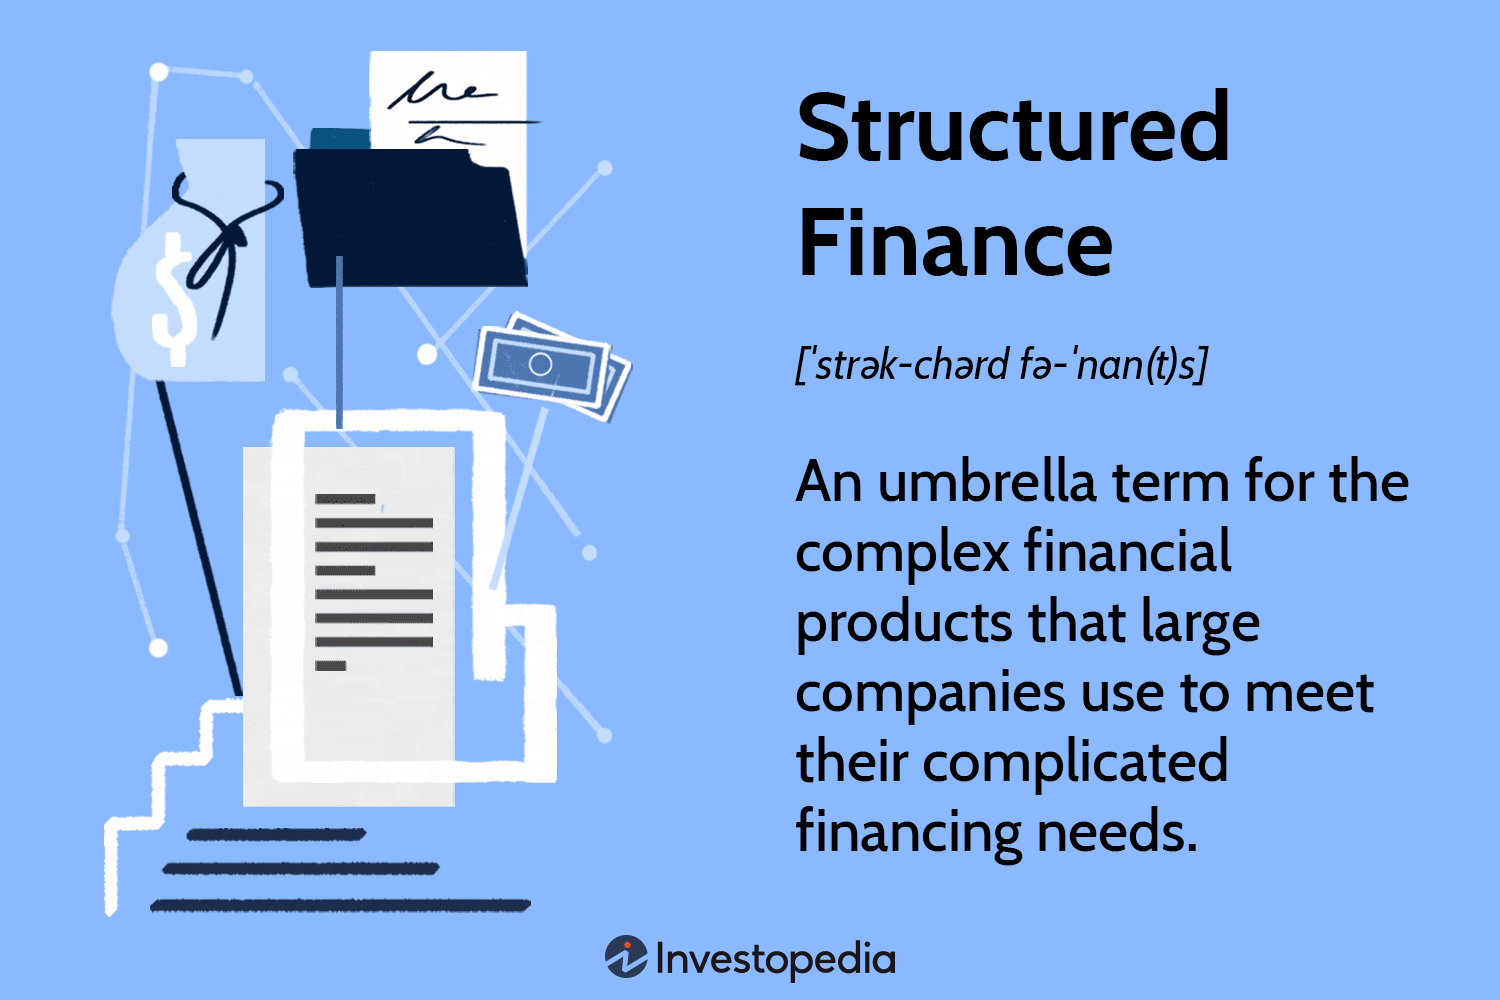 Structured
Finance
[ˈstrək-chərd fə-ˈnan(t)s]
An umbrella term for the
complex financial
products that large
companies use to meet
their complicated
financing needs.
Investopedia